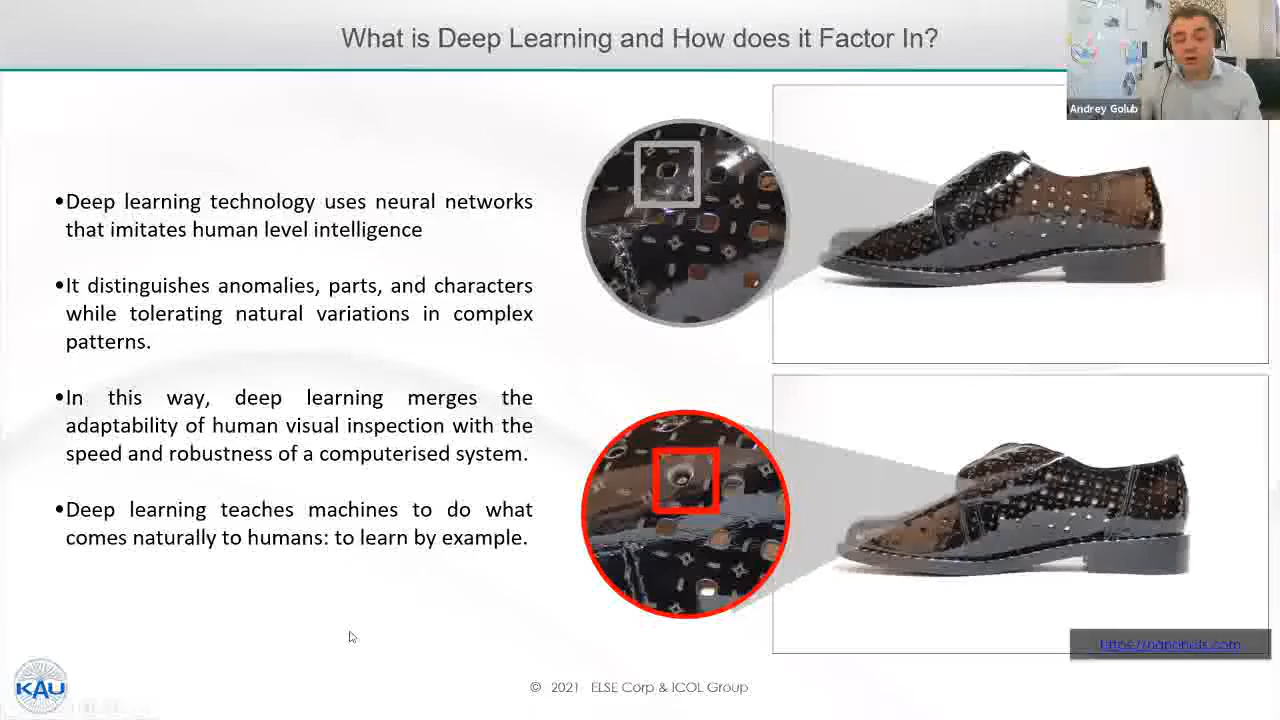 What is Deep Learning and How does it Factor In?
Andrey Golub
•Deep learning technology uses neural networks
that imitates human level intelligence
•It distinguishes anomalies, parts, and characters
while tolerating natural variations in complex
patterns.
•In this way, deep learning merges the
adaptability of human visual inspection with the
speed and robustness of a computerised system.
•Deep learning teaches machines to do what
comes naturally to humans: to learn by example.
KAU
© 2021 ELSE Corp & ICOL Group